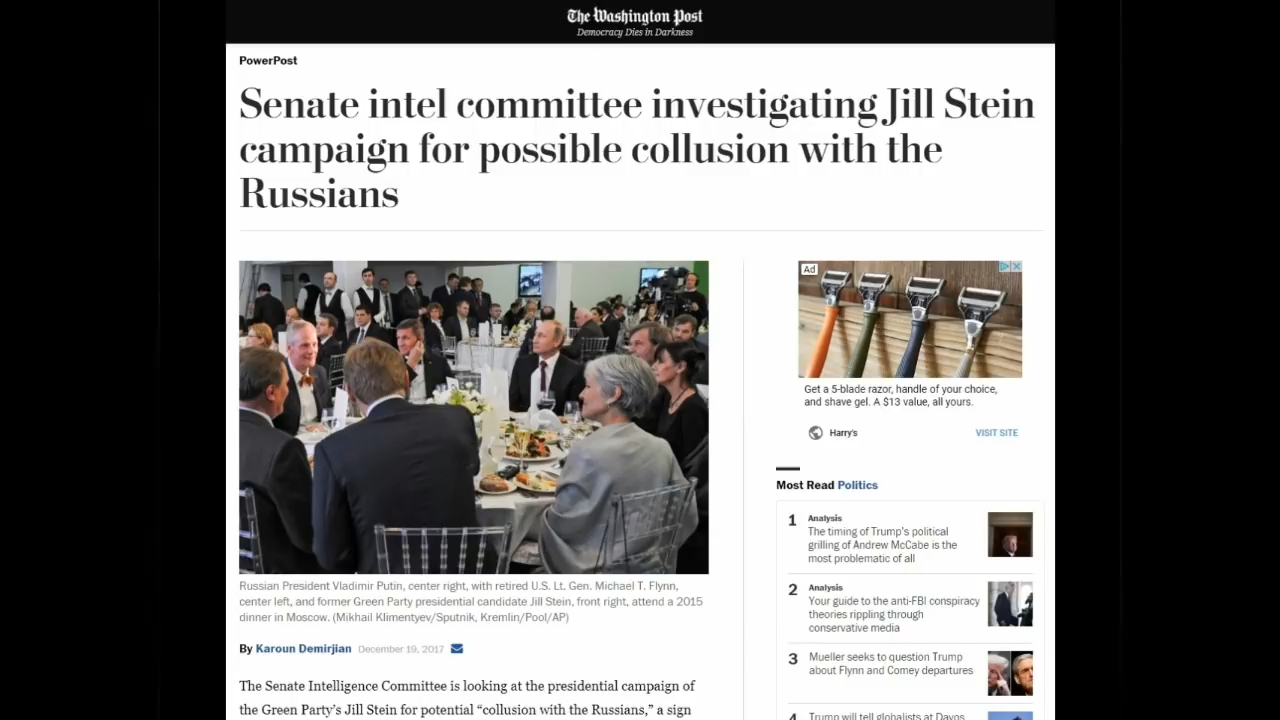 The Washington Post
Democracy Dies in Darkness
PowerPost
Senate intel committee investigating Jill Stein
campaign for possible collusion with the
Russians
Russian President Vladimir Putin, center right, with retired U.S. Lt. Gen. Michael T. Flynn,
center left, and former Green Party presidential candidate Jill Stein, front right, attend a 2015
dinner in Moscow. (Mikhail Klimentyev/Sputnik, Kremlin/Pool/AP)
By Karoun Demirjian December 19, 2017
The Senate Intelligence Committee is looking at the presidential campaign of
the Green Party's Jill Stein for potential “collusion with the Russians,” a sign
Ad
Get a 5-blade razor, handle of your choice,
and shave gel. A $13 value, all yours.
Harry's VISIT SITE
Most Read Politics
1 Analysis
The timing of Trump's political
grilling of Andrew McCabe is the
most problematic of all
2 Analysis
Your guide to the anti-FBI conspiracy
theories rippling through
conservative media
3 Mueller seeks to question Trump
about Flynn and Comey departures
4 Trump will tell globalists at Davos